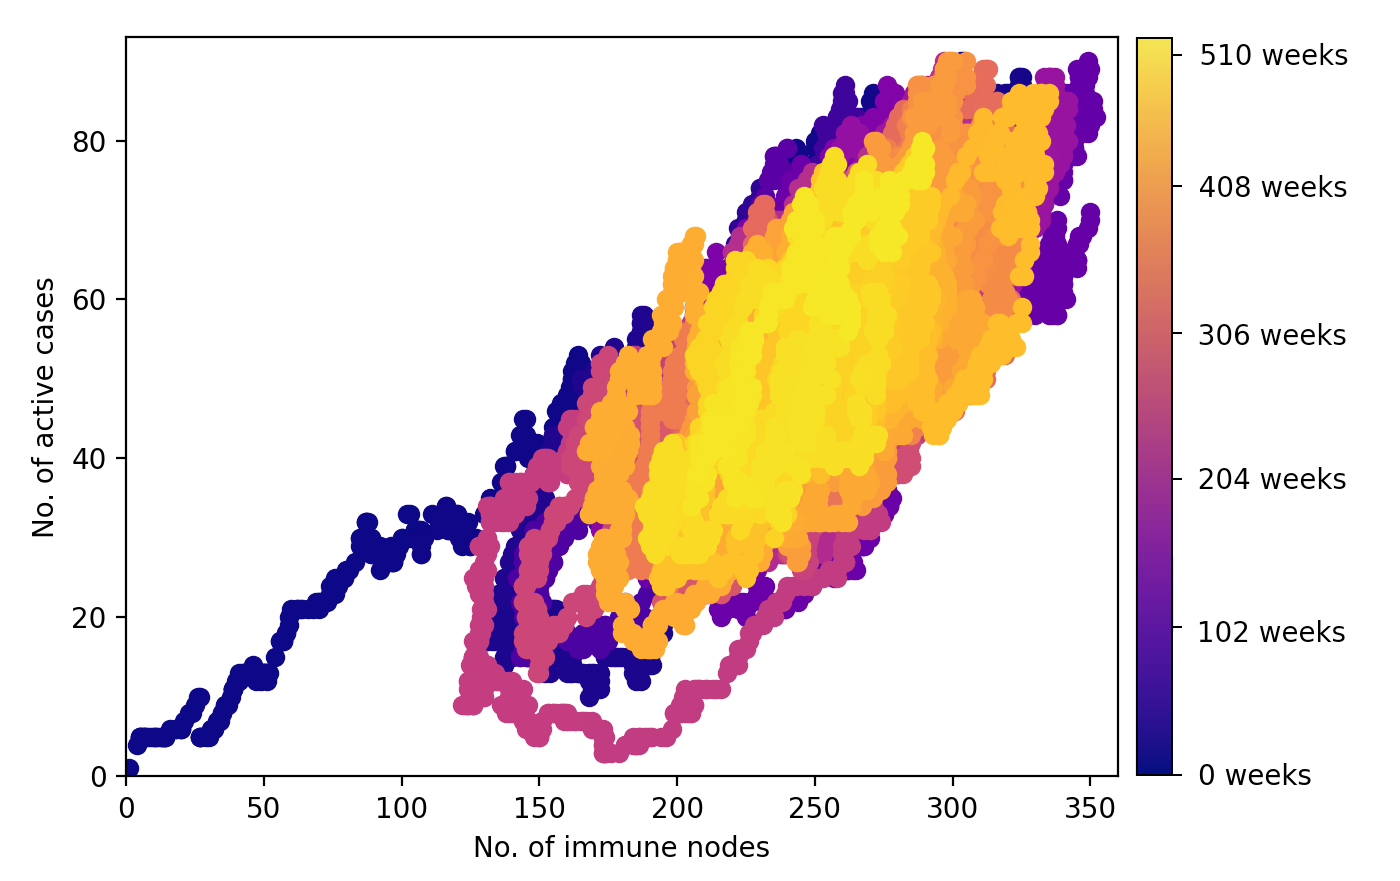 No. of active cases
80
60
40
20
0
0
50
100
150
200
250
300
350
No. of immune nodes
510 weeks
408 weeks
306 weeks
204 weeks
102 weeks
0 weeks